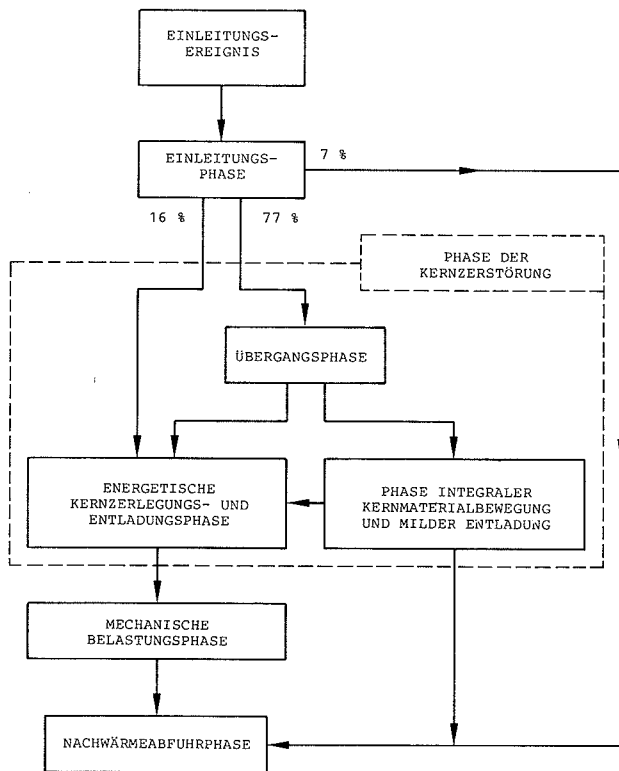 EINLEITUNGS-
EREIGNIS
EINLEITUNGS-
PHASE
7 %
16 %
77 %
PHASE DER
KERNZERSTÖRUNG
ÜBERGANGSPHASE
ENERGETISCHE
KERNZERLEGUNGS- UND
ENTLADUNGSPHASE
PHASE INTEGRALER
KERNMATERIALBEWEGUNG
UND MILDER ENTLADUNG
MECHANISCHE
BELASTUNGSPHASE
NACHWÄRMEABFUHRPHASE